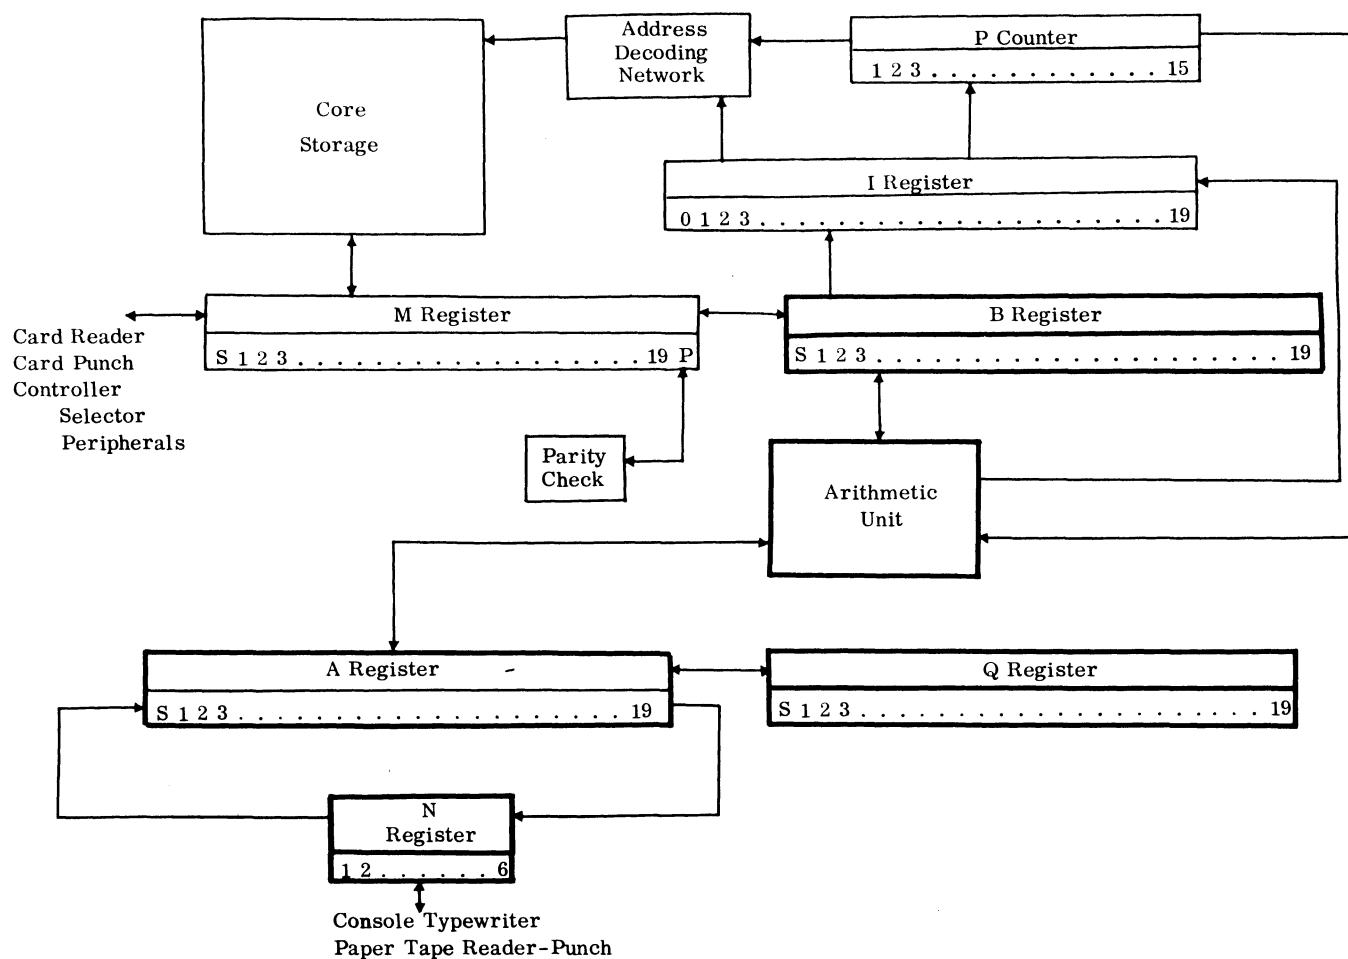 Core
Storage
Address
Decoding
Network
P Counter
1 2 3 . . . . . . . . . . . . 15
I Register
0 1 2 3 . . . . . . . . . . . . . . . . 19
M Register
S 1 2 3 . . . . . . . . . . . . . . . . . . 19 P
B Register
S 1 2 3 . . . . . . . . . . . . . . . . . . 19
Card Reader
Card Punch
Controller
Selector
Peripherals
Parity
Check
Arithmetic
Unit
A Register
S 1 2 3 . . . . . . . . . . . . . . . . . . 19
Q Register
S 1 2 3 . . . . . . . . . . . . . . . . . . 19
N
Register
1 2 . . . . . . 6
Console Typewriter
Paper Tape Reader-Punch